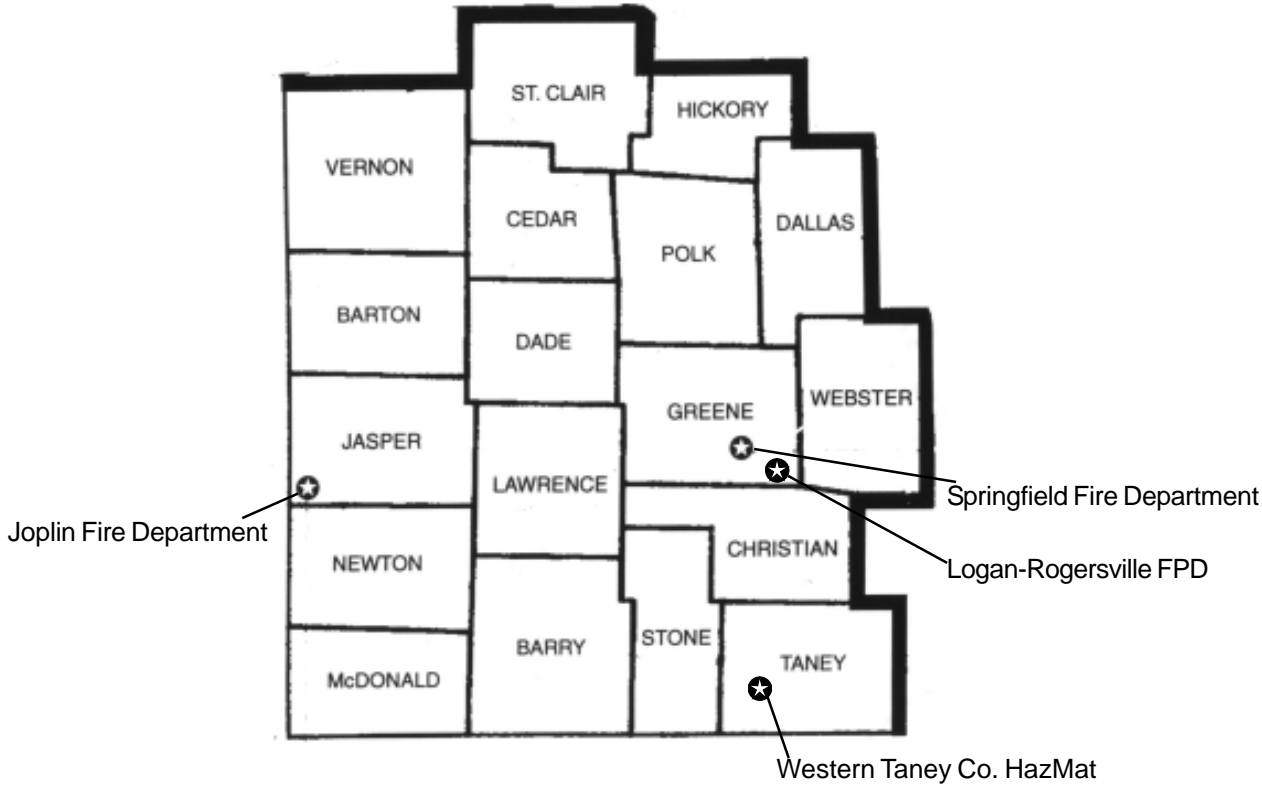 ST. CLAIR
HICKORY
VERNON
CEDAR
DALLAS
POLK
BARTON
DADE
WEBSTER
GREENE
JASPER
LAWRENCE
Springfield Fire Department
Joplin Fire Department
CHRISTIAN
NEWTON
Logan-Rogersville FPD
STONE
BARRY
TANEY
McDONALD
Western Taney Co. HazMat